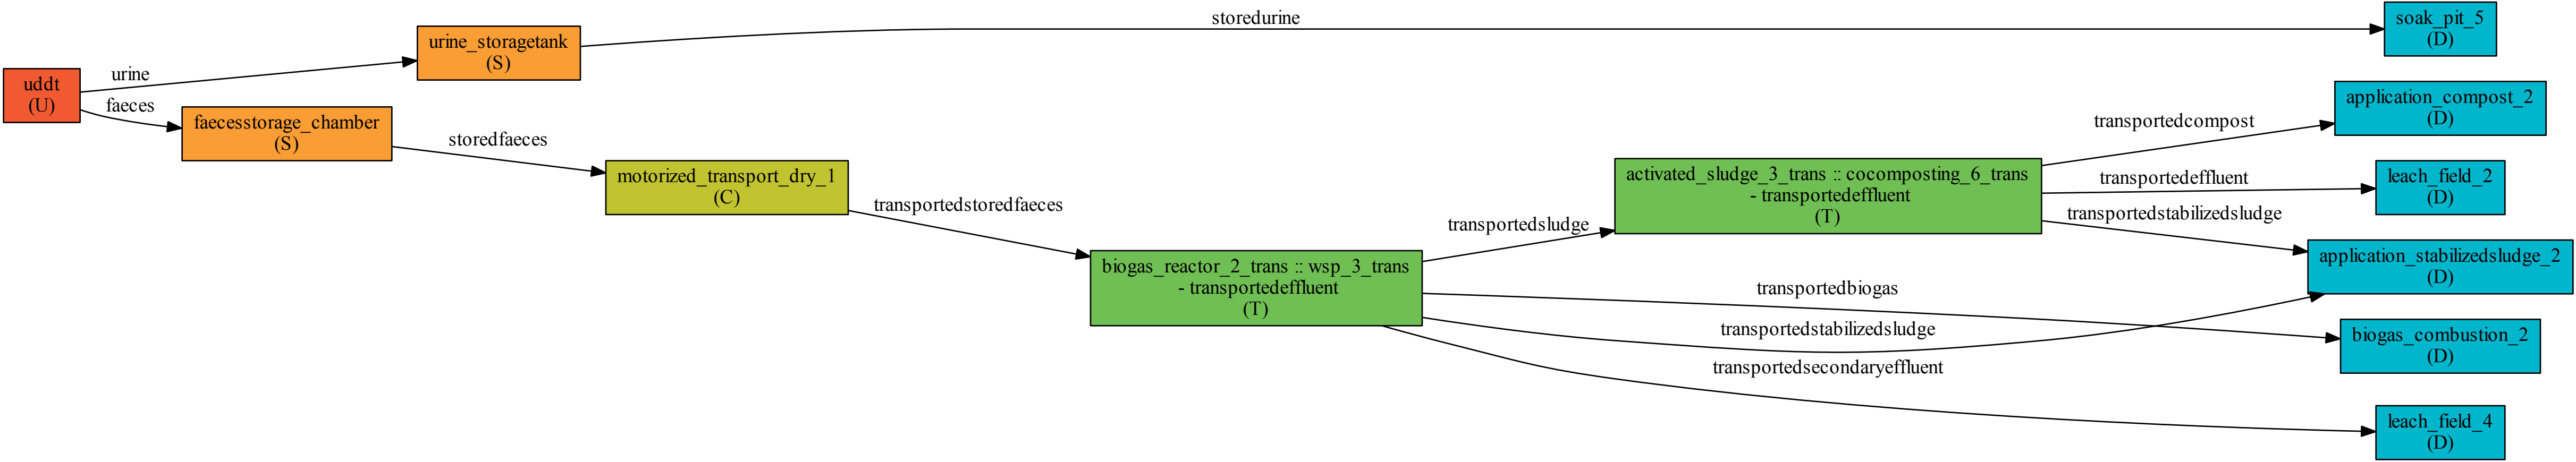 uddt
(U)
urine
faeces
urine_storagetank
(S)
faecesstorage_chamber
(S)
storedurine
storedfaeces
motorized_transport_dry_1
(C)
transportedstoredfaeces
biogas_reactor_2_trans :: wsp_3_trans
- transportedeffluent
(T)
transportedsludge
transportedbiogas
transportedstabilizedsludge
transportedsecondaryeffluent
activated_sludge_3_trans :: cocomposting_6_trans
- transportedeffluent
(T)
transportedcompost
transportedeffluent
transportedstabilizedsludge
soak_pit_5
(D)
application_compost_2
(D)
leach_field_2
(D)
application_stabilizedsludge_2
(D)
biogas_combustion_2
(D)
leach_field_4
(D)